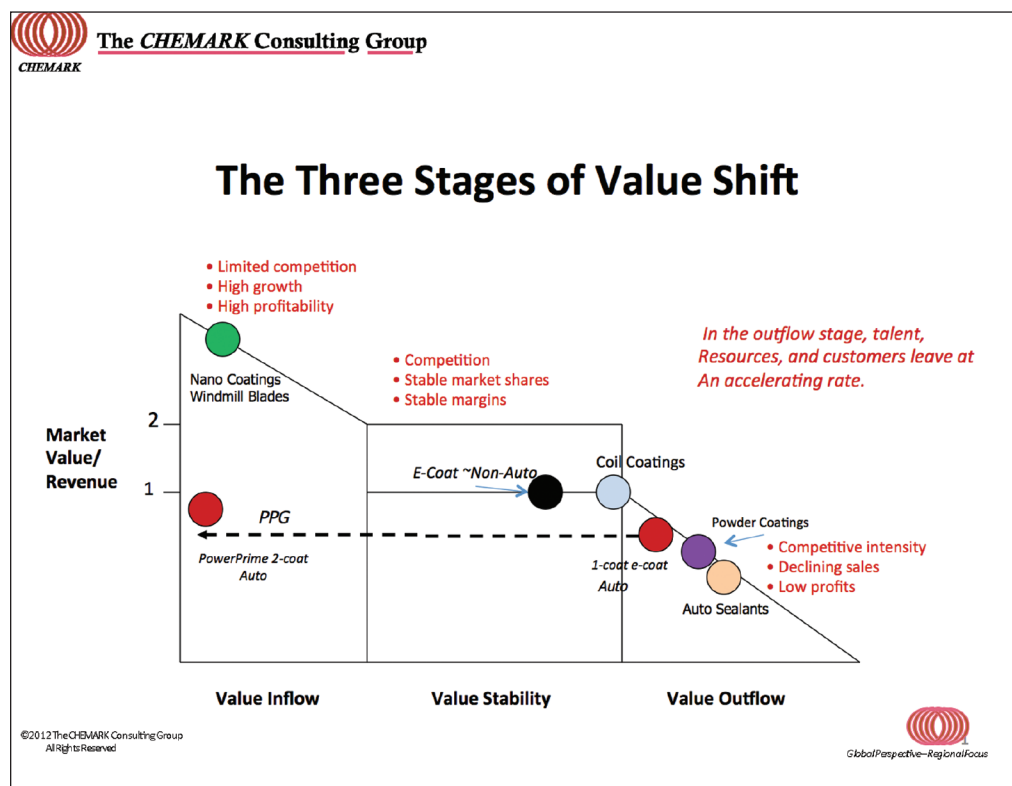 The CHEMARK Consulting Group
CHEMARK
The Three Stages of Value Shift
• Limited competition
• High growth
• High profitability
In the outflow stage, talent,
Resources, and customers leave at
An accelerating rate.
• Competition
• Stable market shares
• Stable margins
Nano Coatings
Windmill Blades
2
Market
Value/
Revenue
1
E-Coat ~Non-Auto
Coil Coatings
PPG
PowerPrime 2-coat
Auto
1-coat e-coat
Auto
Powder Coatings
• Competitive intensity
• Declining sales
• Low profits
Auto Sealants
Value Inflow
Value Stability
Value Outflow
©2012 The CHEMARK Consulting Group
All Rights Reserved
1
Global Perspective—Regional Focus